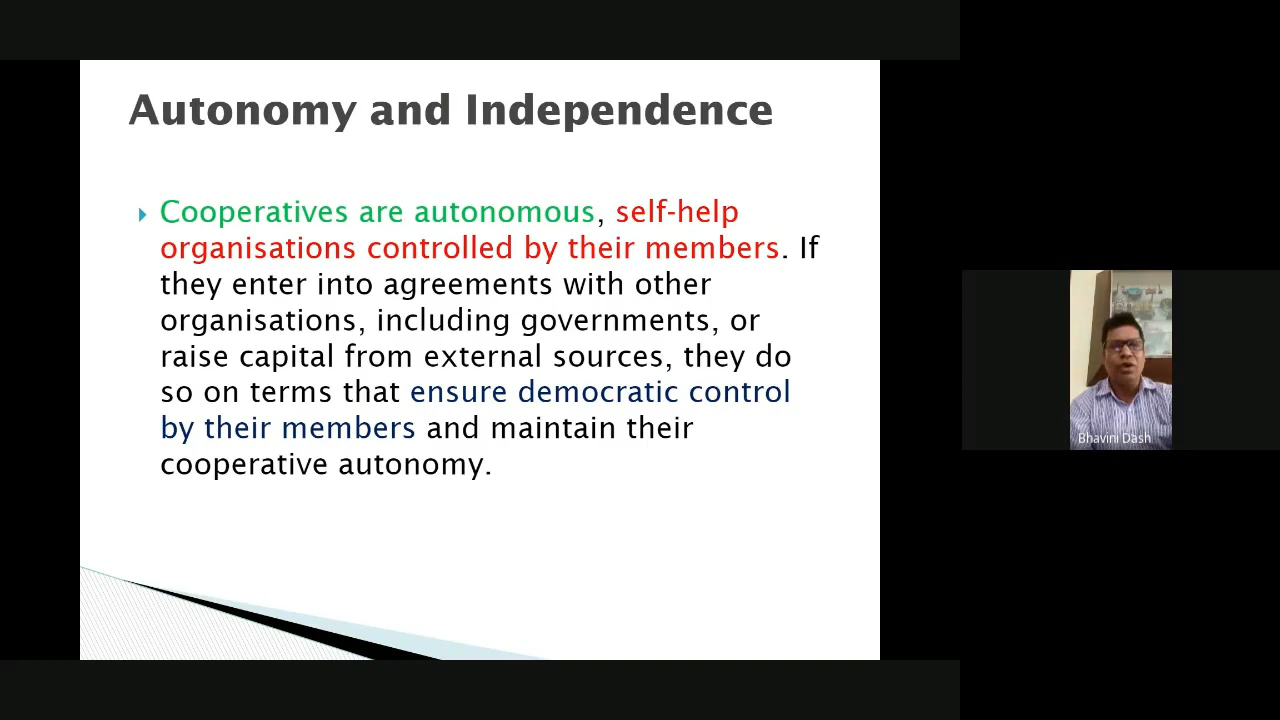 Autonomy and Independence
Cooperatives are autonomous, self-help
organisations controlled by their members. If
they enter into agreements with other
organisations, including governments, or
raise capital from external sources, they do
so on terms that ensure democratic control
by their members and maintain their
cooperative autonomy.
Bhavini Dash